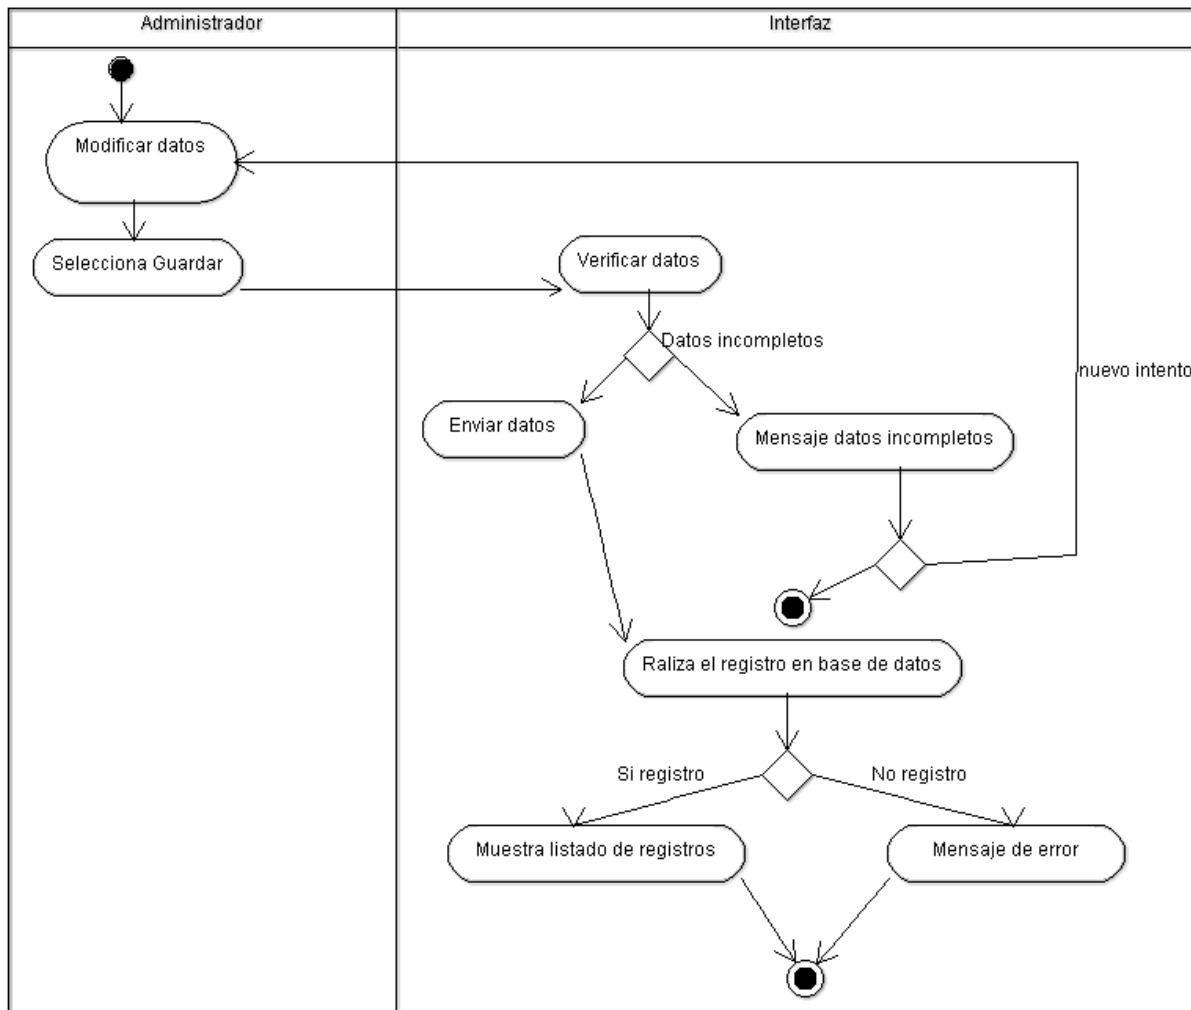 Administrador
Interfaz
Modificar datos
Selecciona Guardar
Verificar datos
Datos incompletos
nuevo intento
Enviar datos
Mensaje datos incompletos
Raliza el registro en base de datos
Si registro
No registro
Muestra listado de registros
Mensaje de error